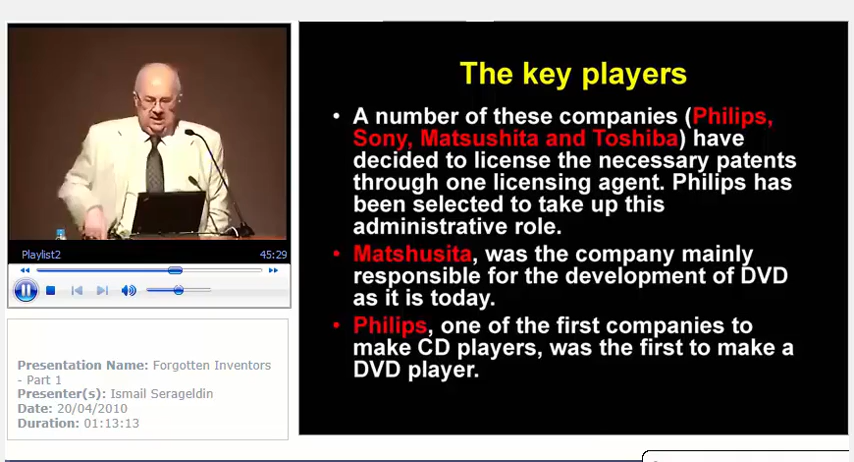 The key players
• A number of these companies (Philips,
Sony, Matsushita and Toshiba) have
decided to license the necessary patents
through one licensing agent. Philips has
been selected to take up this
administrative role.
• Matshusita, was the company mainly
responsible for the development of DVD
as it is today.
• Philips, one of the first companies to
make CD players, was the first to make a
DVD player.
Playlist2 45:29
Presentation Name: Forgotten Inventors
- Part 1
Presenter(s): Ismail Serageldin
Date: 20/04/2010
Duration: 01:13:13